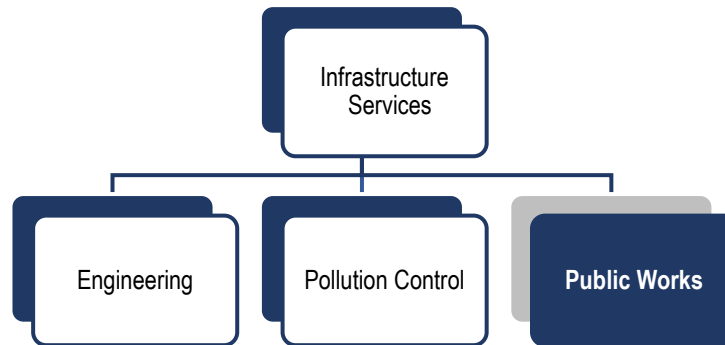 Infrastructure
Services
Engineering
Pollution Control
Public Works